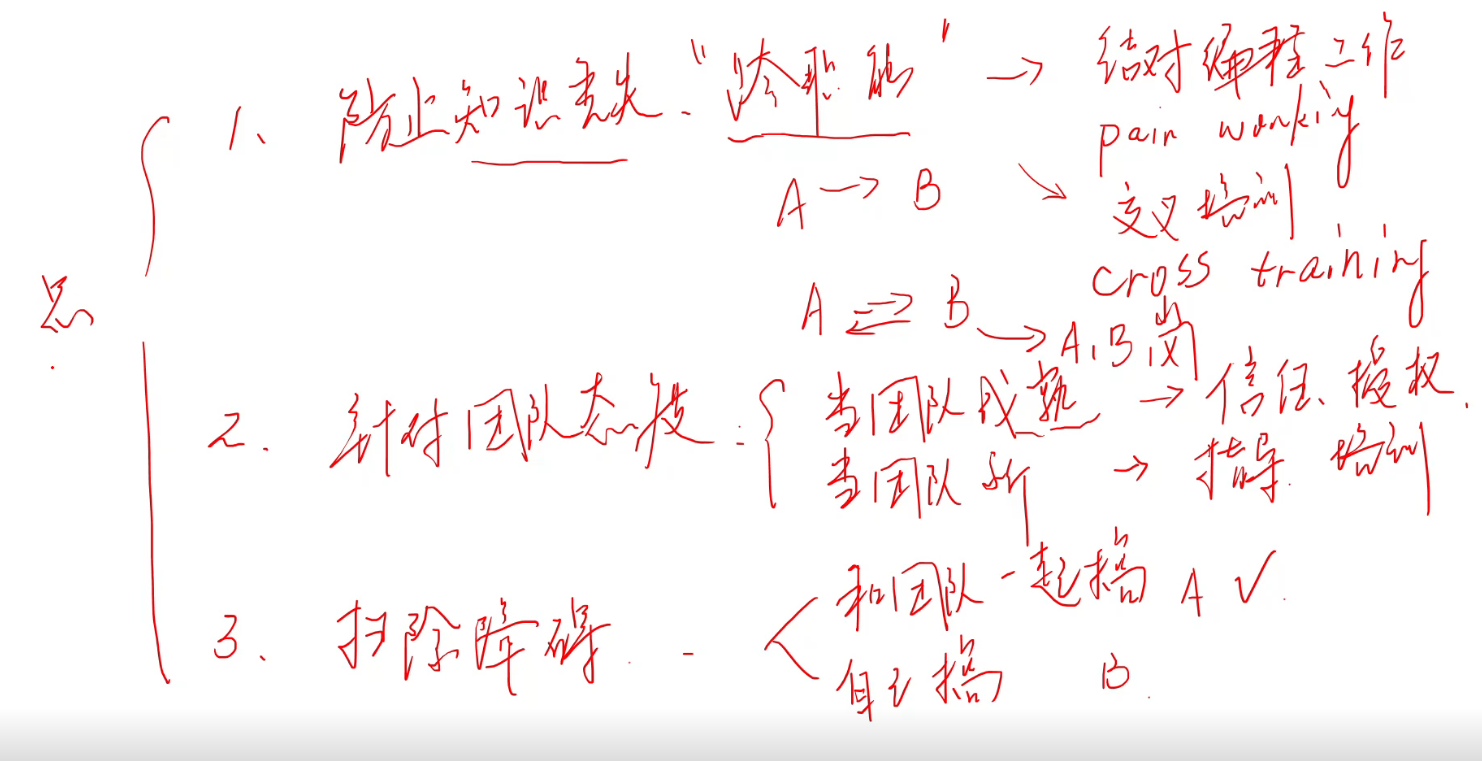 总
1、防止知识丢失、"跨职能" → 结对编程工作
pair working
A → B
↘ 交叉培训
cross training
A ⇌ B → A、B岗
2. 针对团队态度: { 当团队成熟 → 信任、授权.
当团队新 → 指导. 培训
3、扫除障碍. - 和团队一起搞 A ✓.
自己搞 B.